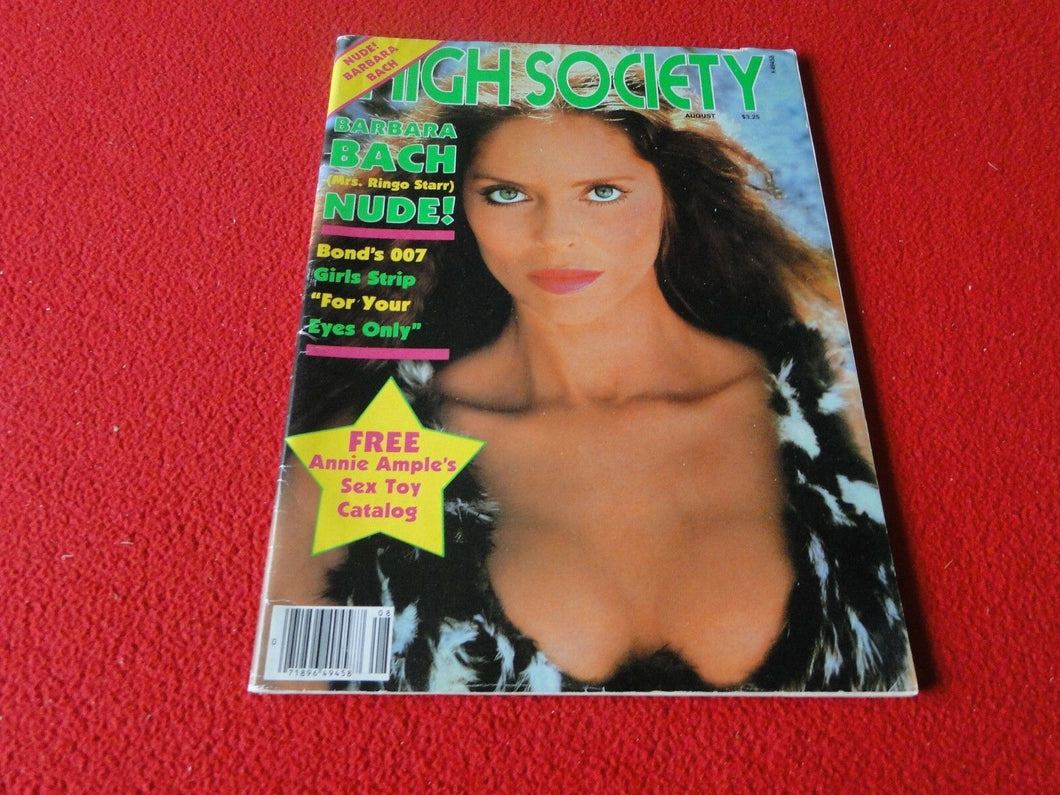 NUDE!
BARBARA
BACH
HIGH SOCIETY
AUGUST $3.25
BARBARA
BACH
(Mrs. Ringo Starr)
NUDE!
Bond's 007
Girls Strip
"For Your
Eyes Only"
FREE
Annie Ample's
Sex Toy
Catalog
08
0
71896 49458